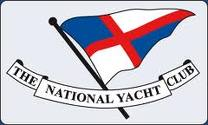 THE NATIONAL YACHT CLUB